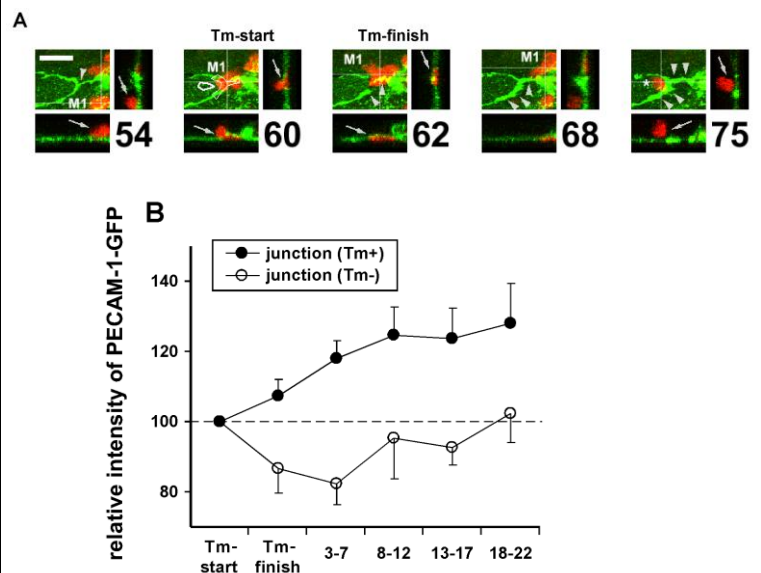 A
Tm-start Tm-finish
M1 M1 M1 M1 *
54 60 62 68 75
B
relative intensity of PECAM-1-GFP
junction (Tm+)
junction (Tm-)
140
120
100
80
Tm-start Tm-finish 3-7 8-12 13-17 18-22